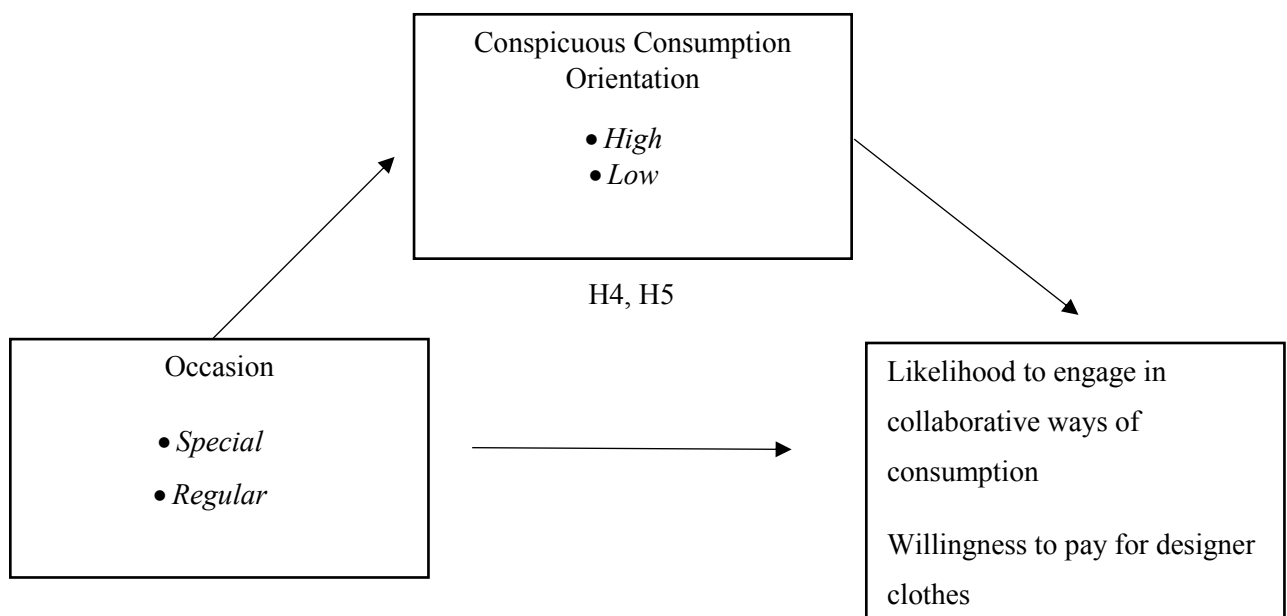 Conspicuous Consumption
Orientation
• High
• Low
H4, H5
Occasion
• Special
• Regular
Likelihood to engage in
collaborative ways of
consumption
Willingness to pay for designer
clothes